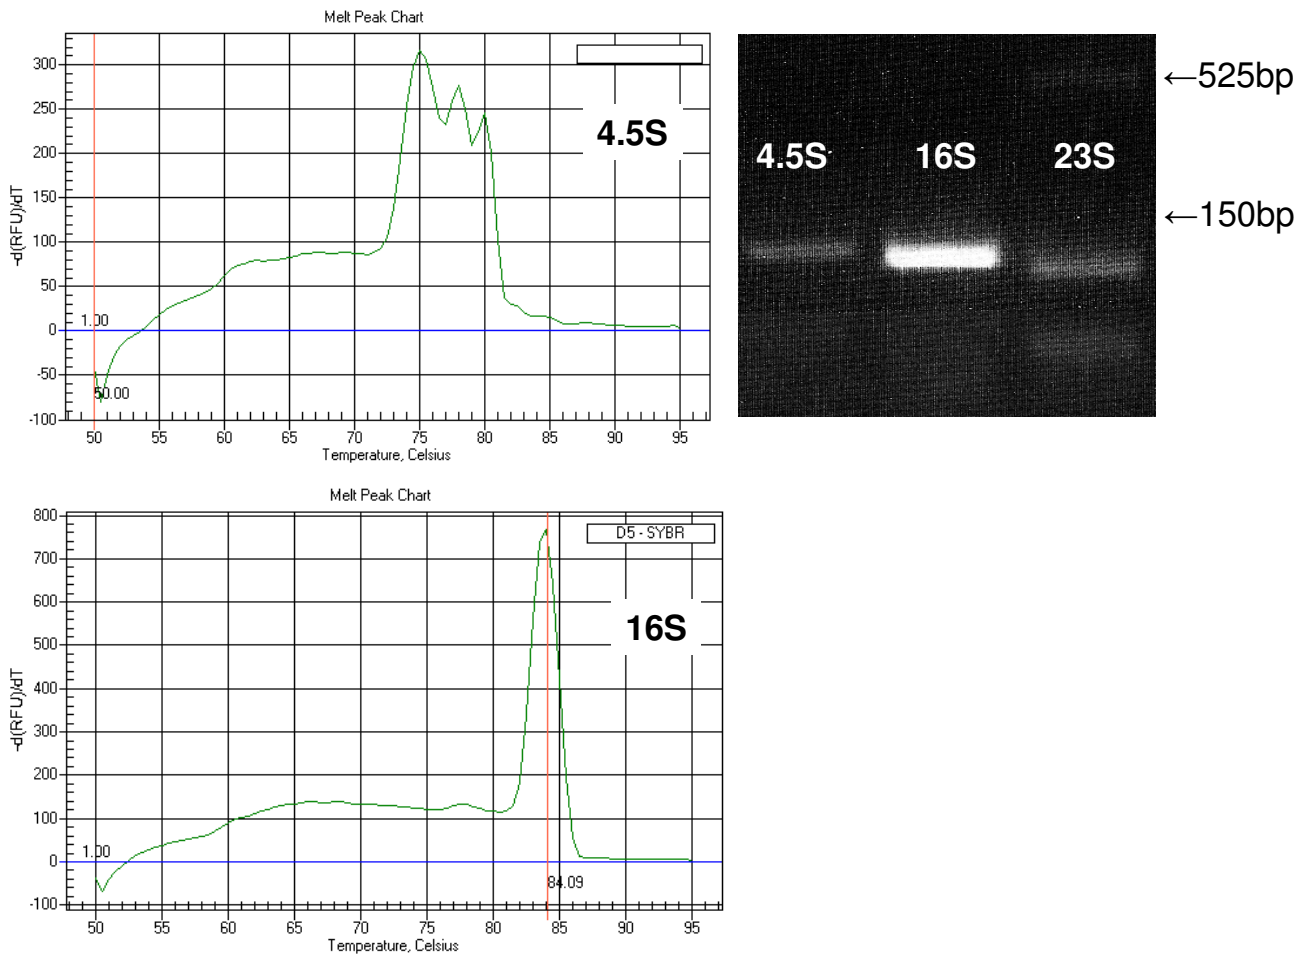 Melt Peak Chart
300
250
200
150
100
50
0
-50
-100
-d(RFU)/dT
4.5S
1.00
50.00
50 55 60 65 70 75 80 85 90 95
Temperature, Celsius
4.5S 16S 23S
←525bp
←150bp
Melt Peak Chart
800
700
600
500
400
300
200
100
0
-100
-d(RFU)/dT
D5 - SYBR
16S
1.00
84.09
50 55 60 65 70 75 80 85 90 95
Temperature, Celsius